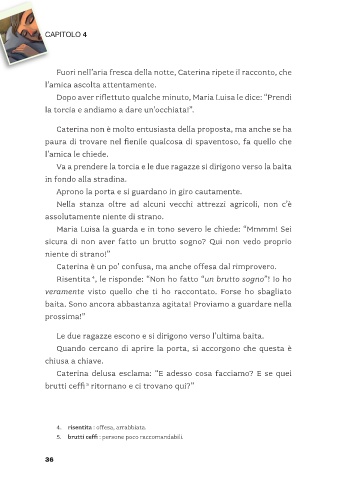 CAPITOLO 4
Fuori nell'aria fresca della notte, Caterina ripete il racconto, che
l'amica ascolta attentamente.
Dopo aver riflettuto qualche minuto, Maria Luisa le dice: "Prendi
la torcia e andiamo a dare un'occhiata!".
Caterina non è molto entusiasta della proposta, ma anche se ha
paura di trovare nel fienile qualcosa di spaventoso, fa quello che
l'amica le chiede.
Va a prendere la torcia e le due ragazze si dirigono verso la baita
in fondo alla stradina.
Aprono la porta e si guardano in giro cautamente.
Nella stanza oltre ad alcuni vecchi attrezzi agricoli, non c'è
assolutamente niente di strano.
Maria Luisa la guarda e in tono severo le chiede: "Mmmm! Sei
sicura di non aver fatto un brutto sogno? Qui non vedo proprio
niente di strano!"
Caterina è un po' confusa, ma anche offesa dal rimprovero.
Risentita⁴, le risponde: "Non ho fatto "un brutto sogno"! Io ho
veramente visto quello che ti ho raccontato. Forse ho sbagliato
baita. Sono ancora abbastanza agitata! Proviamo a guardare nella
prossima!"
Le due ragazze escono e si dirigono verso l'ultima baita.
Quando cercano di aprire la porta, si accorgono che questa è
chiusa a chiave.
Caterina delusa esclama: "E adesso cosa facciamo? E se quei
brutti ceffi⁵ ritornano e ci trovano qui?"
4. risentita : offesa, arrabbiata.
5. brutti ceffi : persone poco raccomandabili.
36